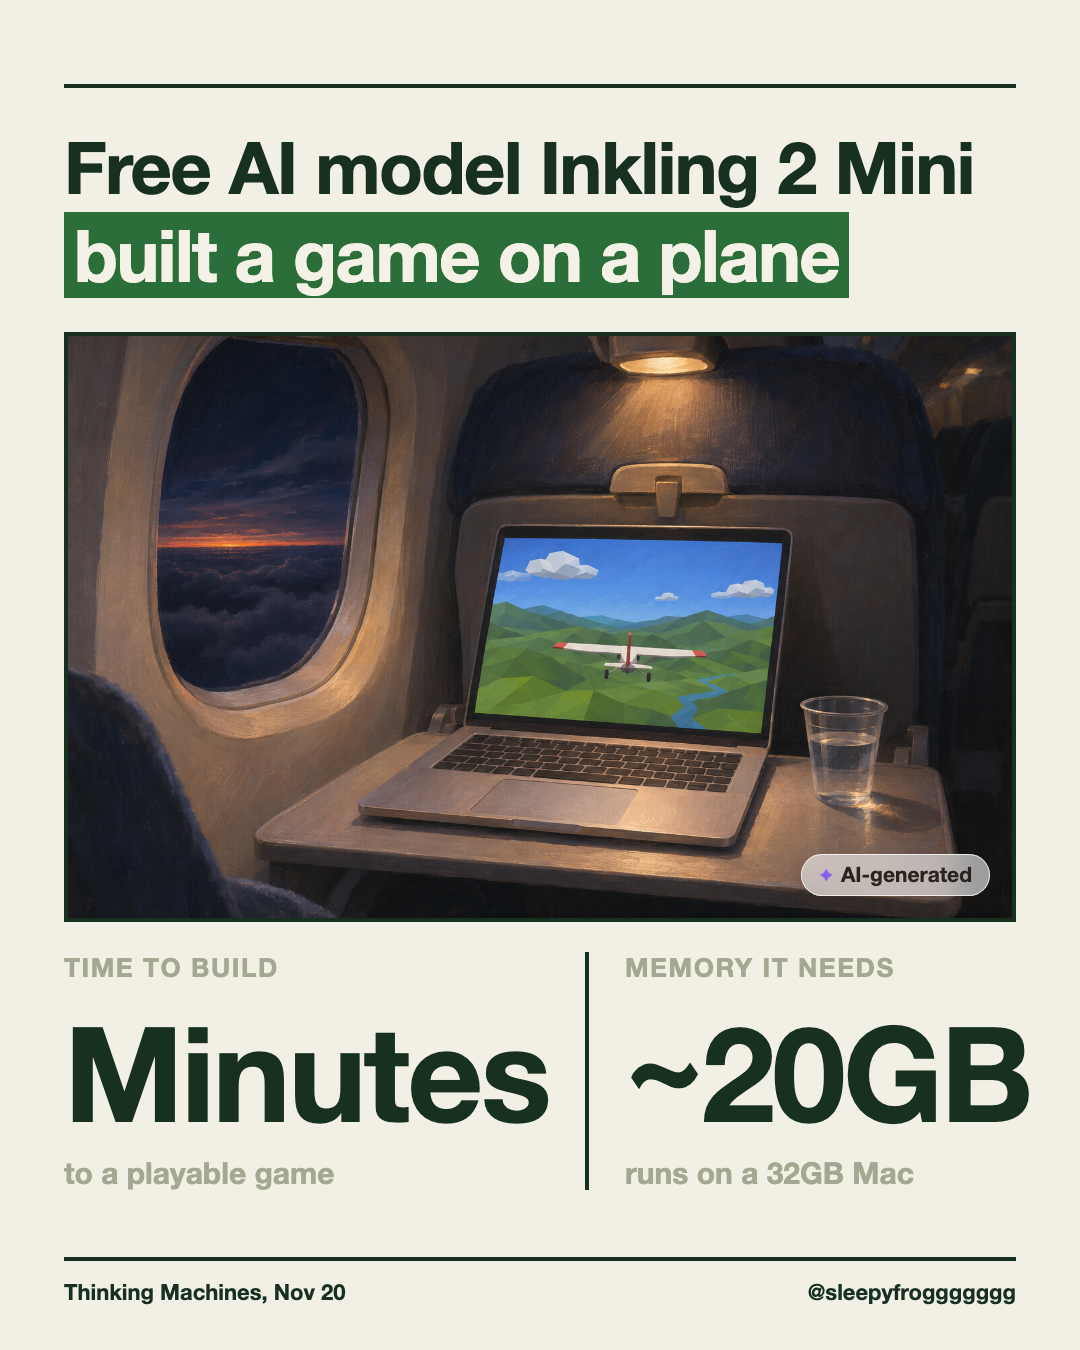 Free AI model Inkling 2 Mini
built a game on a plane
AI-generated
TIME TO BUILD
Minutes
to a playable game
MEMORY IT NEEDS
~20GB
runs on a 32GB Mac
Thinking Machines, Nov 20
@sleepyfroggggggg